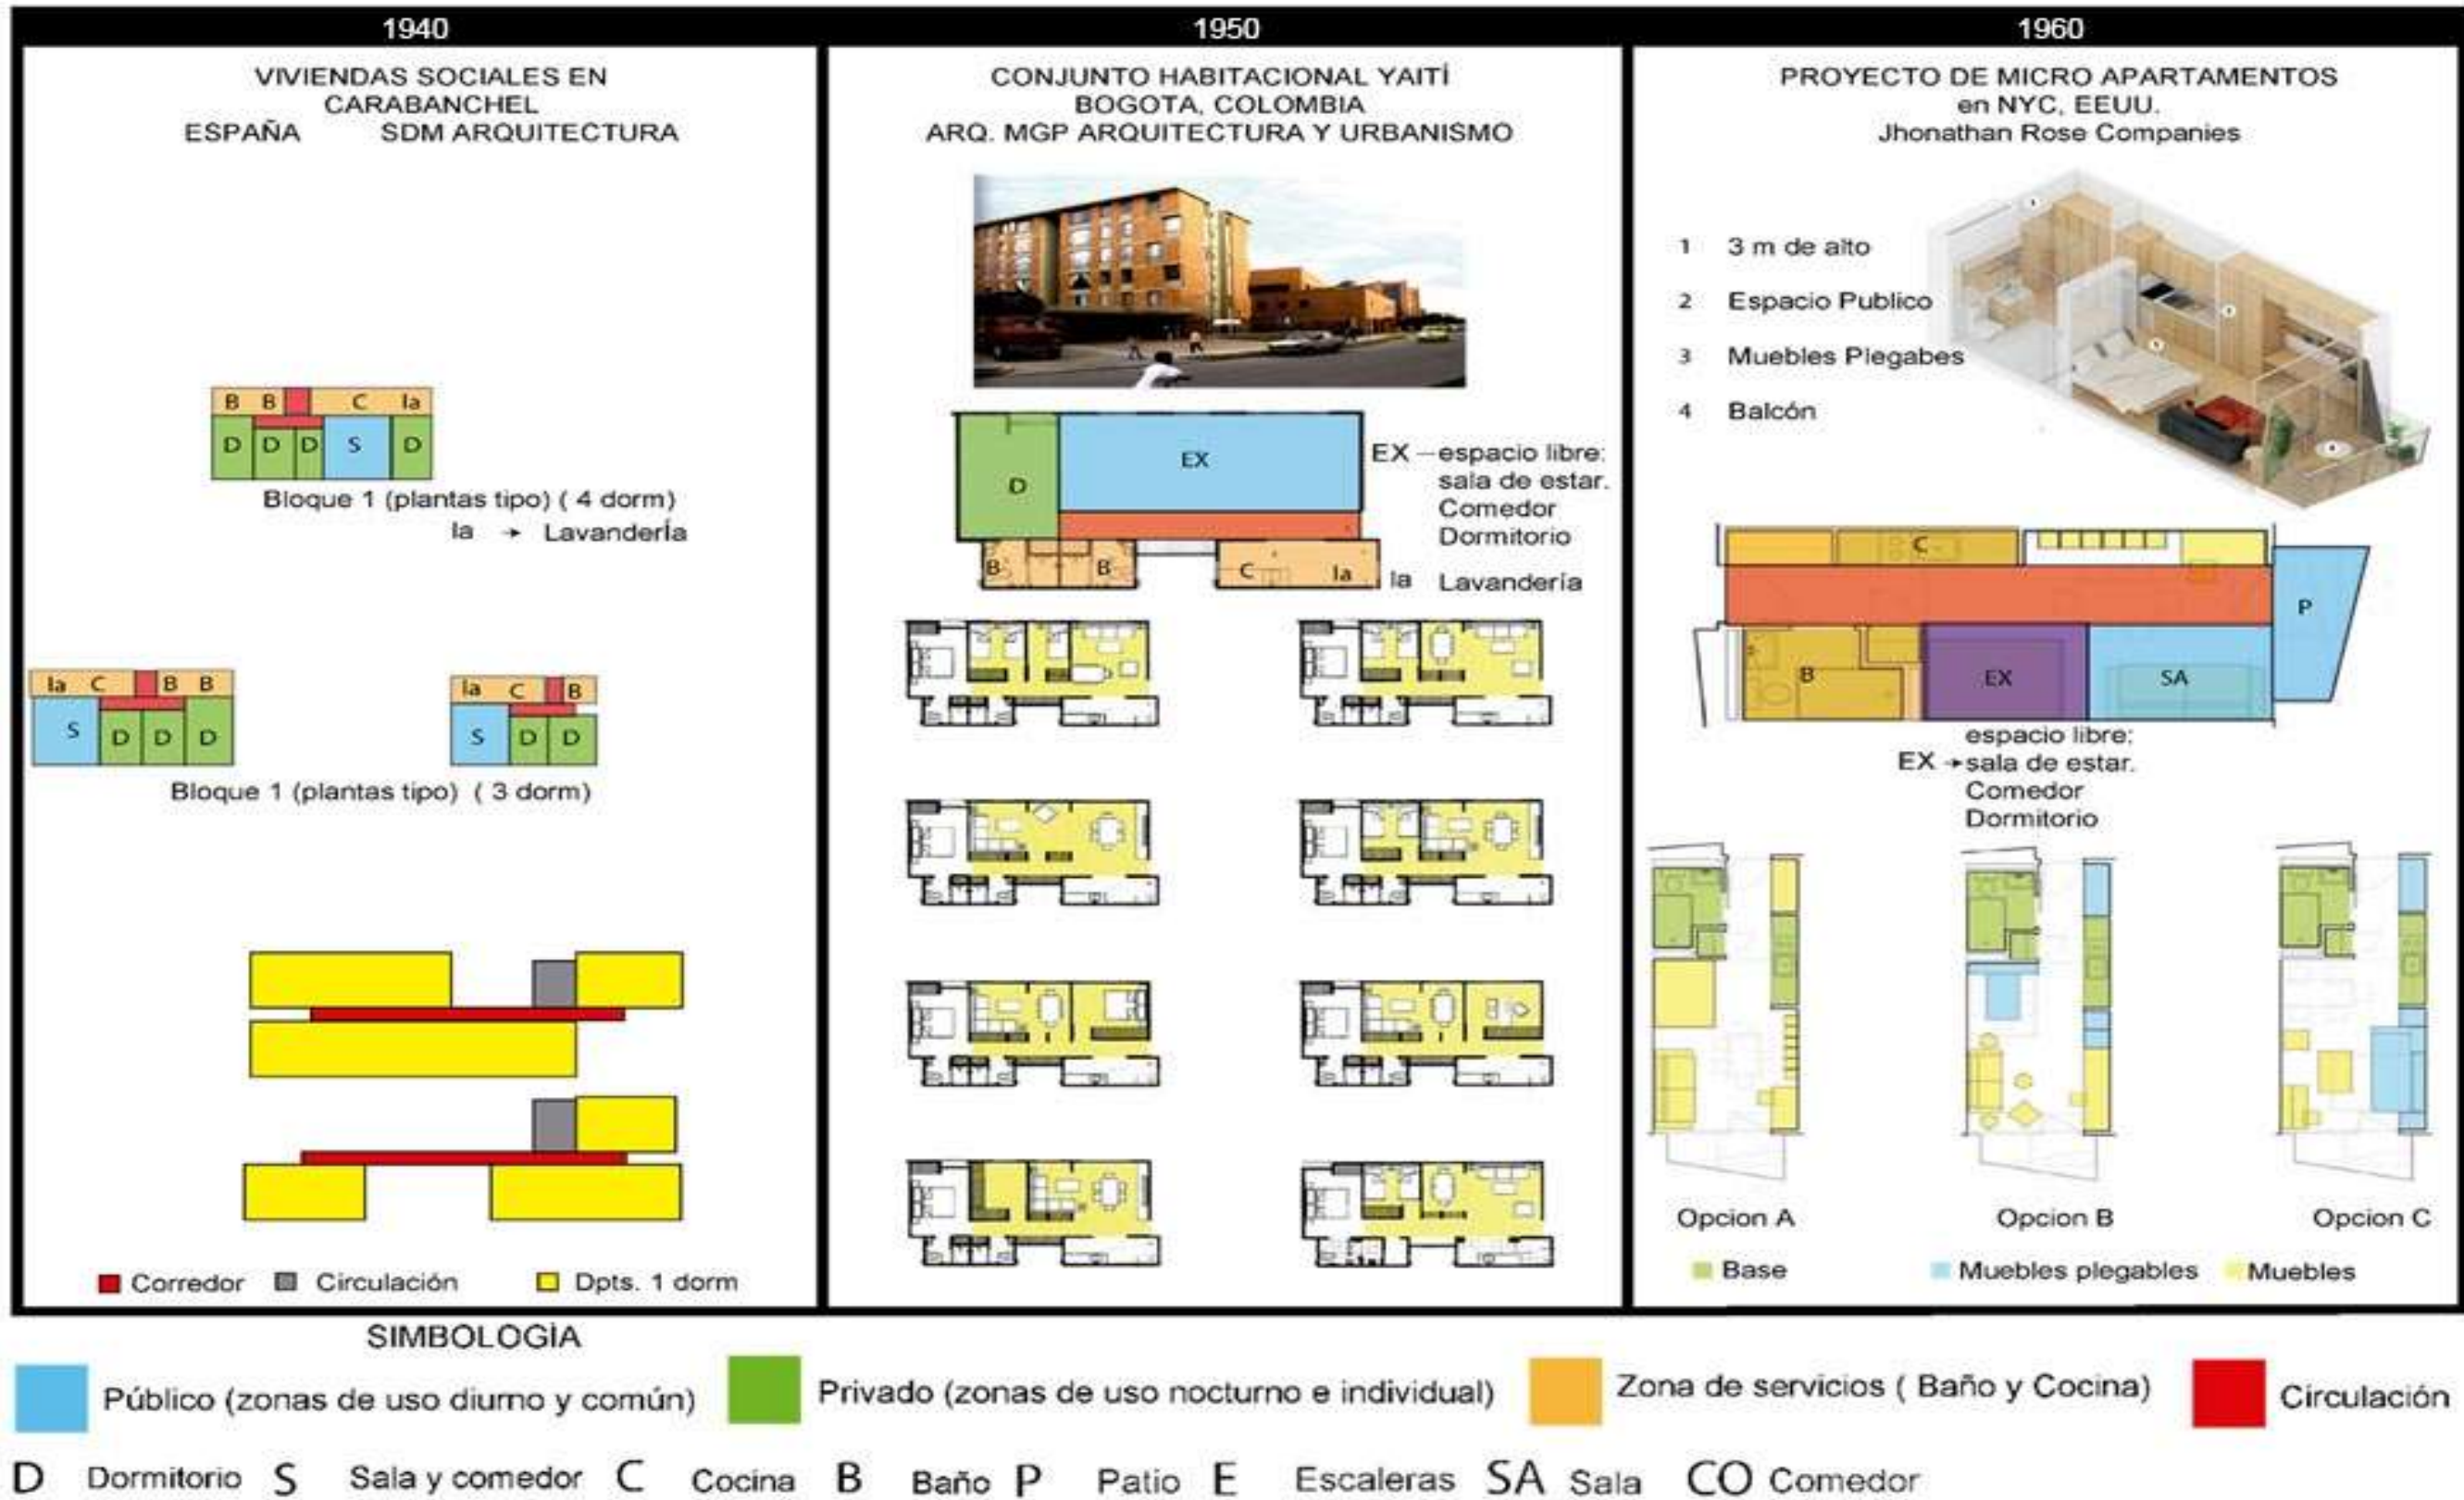 1940
VIVIENDAS SOCIALES EN
CARABANCHEL
ESPAÑA SDM ARQUITECTURA
B B C la
D D D S D
Bloque 1 (plantas tipo) ( 4 dorm)
la → Lavandería
la C B B
S D D D
la C B
S D D
Bloque 1 (plantas tipo) ( 3 dorm)
Corredor Circulación Dpts. 1 dorm
1950
CONJUNTO HABITACIONAL YAITÍ
BOGOTA, COLOMBIA
ARQ. MGP ARQUITECTURA Y URBANISMO
D EX
EX espacio libre:
sala de estar.
Comedor
Dormitorio
B B C la
la Lavandería
1960
PROYECTO DE MICRO APARTAMENTOS
en NYC, EEUU.
Jhonathan Rose Companies
1 3 m de alto
2 Espacio Publico
3 Muebles Plegabes
4 Balcón
C
P
B EX SA
espacio libre:
EX → sala de estar.
Comedor
Dormitorio
Opcion A Opcion B Opcion C
Base Muebles plegables Muebles
SIMBOLOGÌA
Público (zonas de uso diurno y común) Privado (zonas de uso nocturno e individual) Zona de servicios ( Baño y Cocina) Circulación
D Dormitorio S Sala y comedor C Cocina B Baño P Patio E Escaleras SA Sala CO Comedor